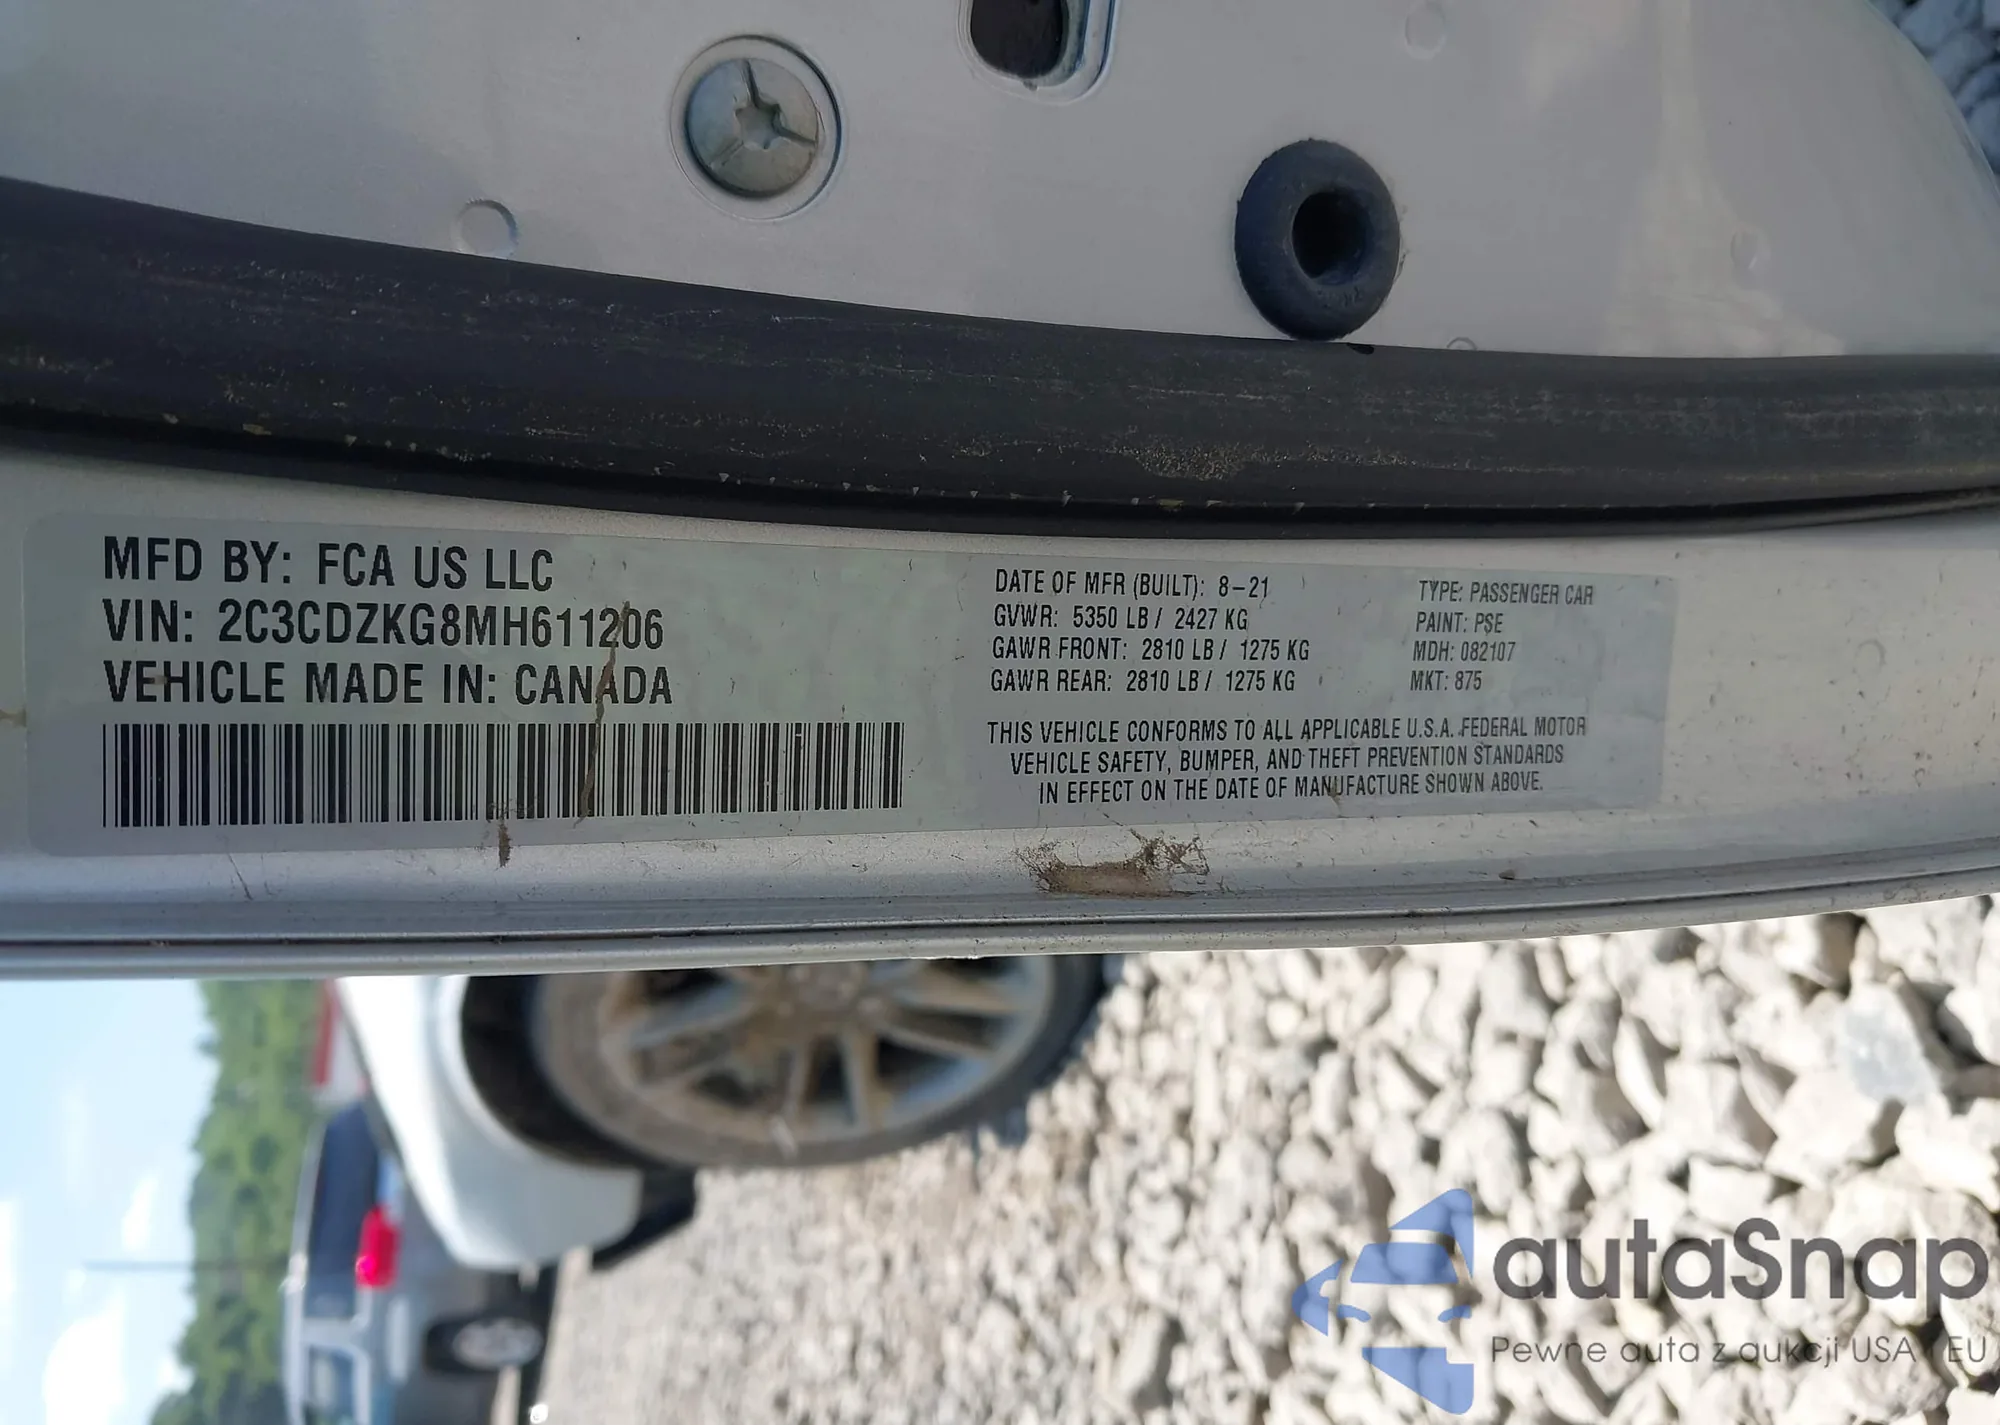 MFD BY: FCA US LLC
VIN: 2C3CDZKG8MH611206
VEHICLE MADE IN: CANADA
DATE OF MFR (BUILT): 8-21
GVWR: 5350 LB / 2427 KG
GAWR FRONT: 2810 LB / 1275 KG
GAWR REAR: 2810 LB / 1275 KG
TYPE: PASSENGER CAR
PAINT: PSE
MDH: 082107
MKT: 875
THIS VEHICLE CONFORMS TO ALL APPLICABLE U.S.A. FEDERAL MOTOR
VEHICLE SAFETY, BUMPER, AND THEFT PREVENTION STANDARDS
IN EFFECT ON THE DATE OF MANUFACTURE SHOWN ABOVE.
autaSnap
Pewne auta z aukcji USA i EU